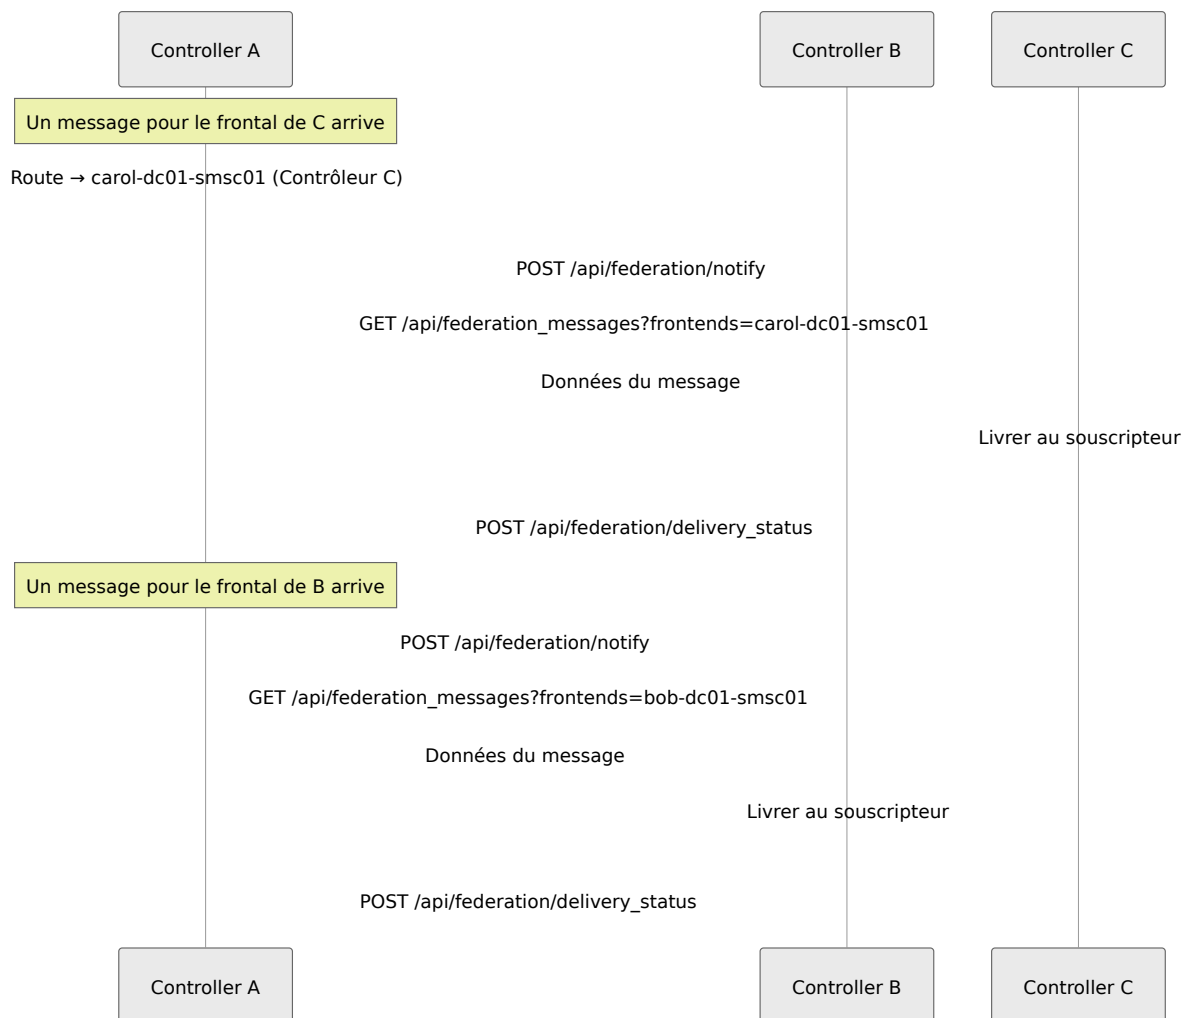 Controller A
Controller B
Controller C
Un message pour le frontal de C arrive
Route → carol-dc01-smsc01 (Contrôleur C)
POST /api/federation/notify
GET /api/federation_messages?frontends=carol-dc01-smsc01
Données du message
Livrer au souscripteur
POST /api/federation/delivery_status
Un message pour le frontal de B arrive
POST /api/federation/notify
GET /api/federation_messages?frontends=bob-dc01-smsc01
Données du message
Livrer au souscripteur
POST /api/federation/delivery_status
Controller A
Controller B
Controller C